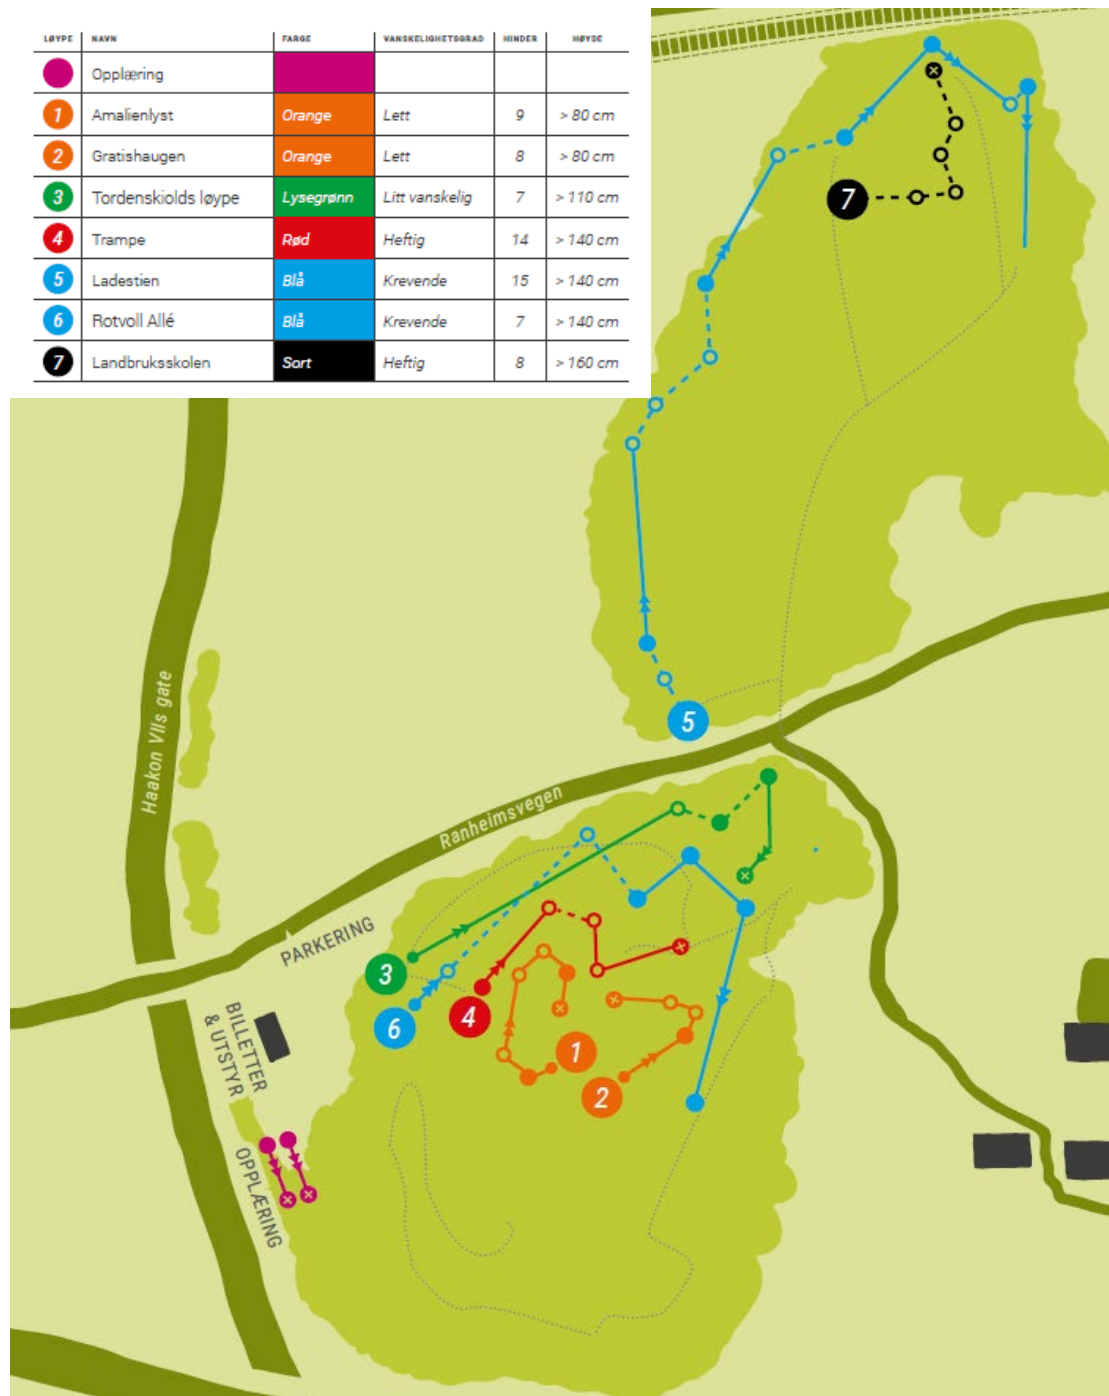 LØYPE NAVN FARGE VANSKELIGHETSGRAD HINDER HØYDE
Opplæring
1 Amalienlyst Orange Lett 9 > 80 cm
2 Gratishaugen Orange Lett 8 > 80 cm
3 Tordenskiolds løype Lysegrønn Litt vanskelig 7 > 110 cm
4 Trampe Rød Heftig 14 > 140 cm
5 Ladestien Blå Krevende 15 > 140 cm
6 Rotvoll Allé Blå Krevende 7 > 140 cm
7 Landbruksskolen Sort Heftig 8 > 160 cm
7
Haakon VIIs gate
5
Ranheimsvegen
PARKERING
3
6
4
1
2
BILLETTER
& UTSTYR
OPPLÆRING